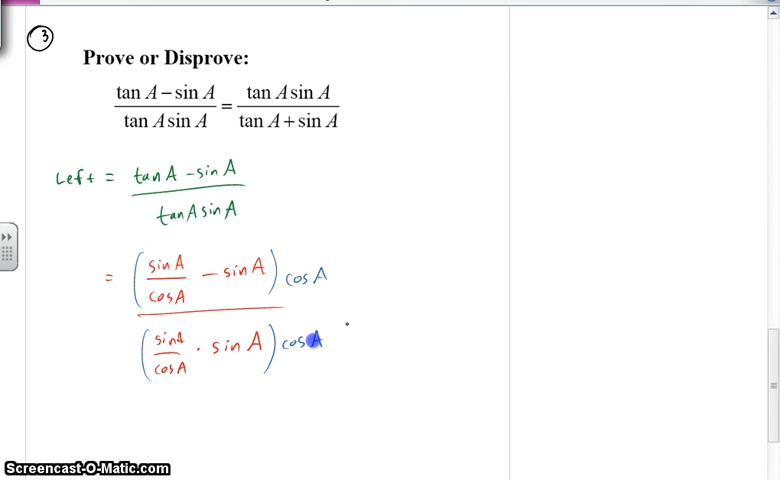 3
Prove or Disprove:
tan A − sin A / tan A sin A = tan A sin A / tan A + sin A
Left = tan A - sin A / tan A sin A
= (sin A / cos A - sin A) cos A / (sin A / cos A · sin A) cos A
Screencast-O-Matic.com